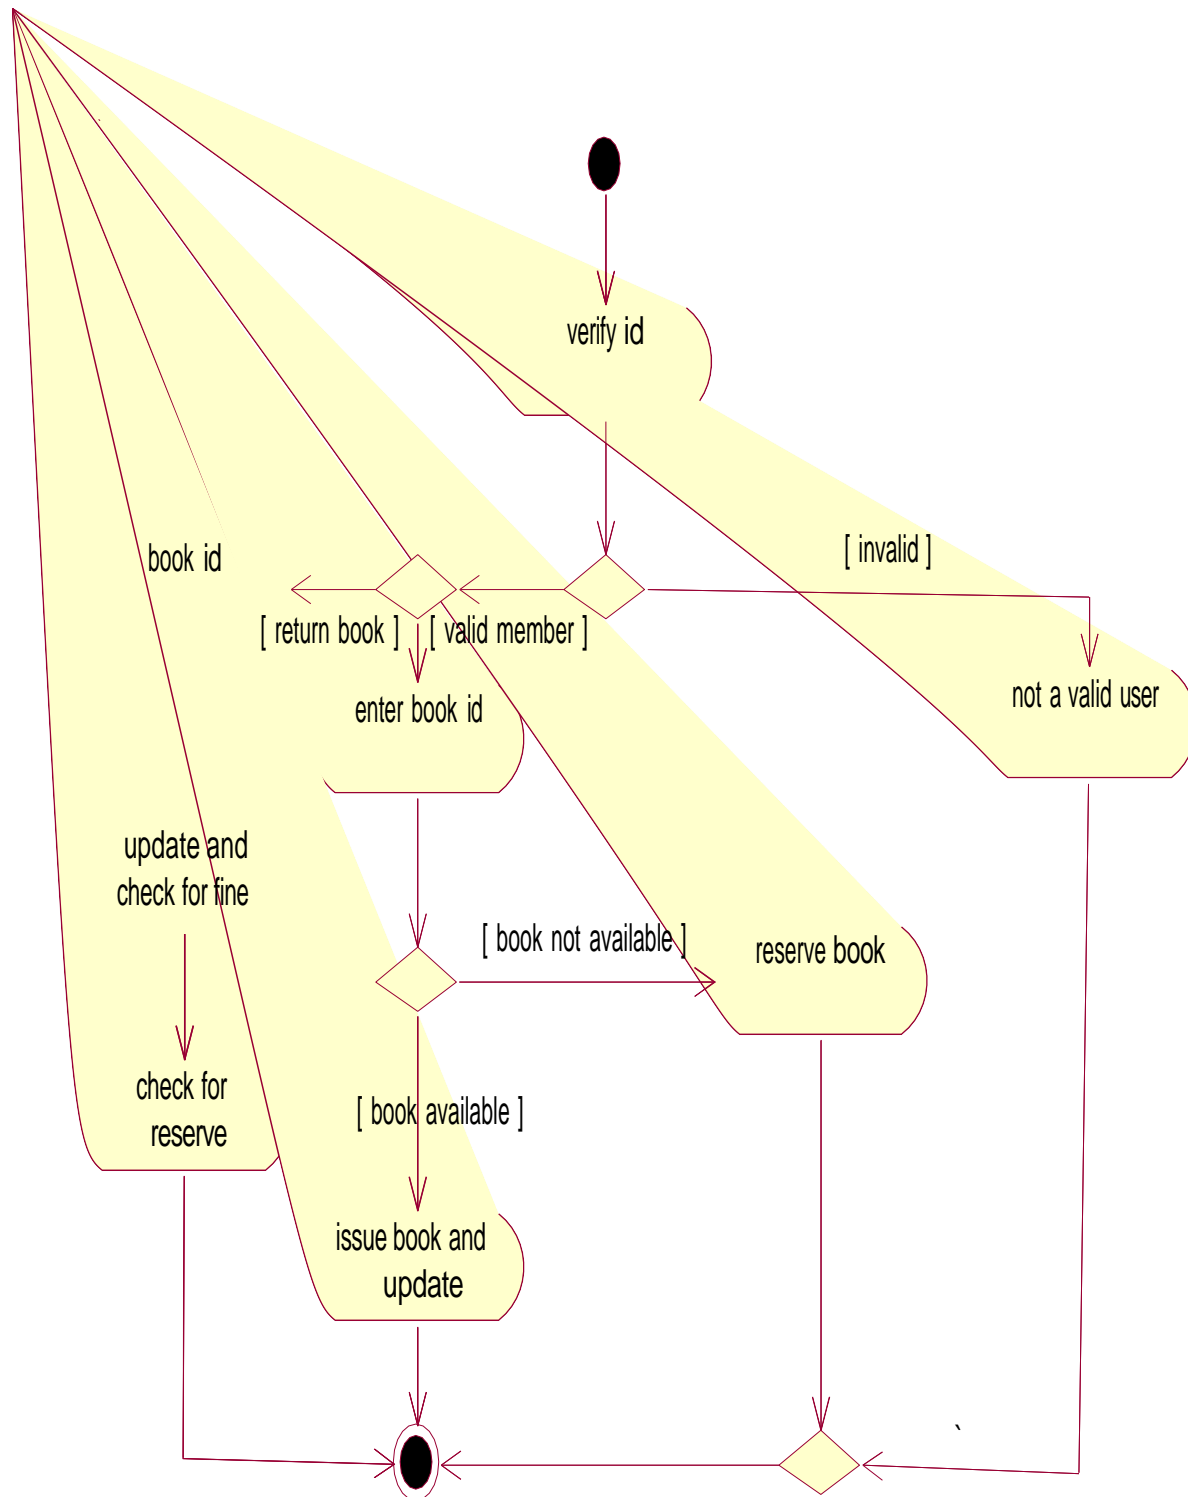 verify id
[ invalid ]
book id
[ return book ]
[ valid member ]
not a valid user
enter book id
update and
check for fine
[ book not available ]
reserve book
check for
reserve
[ book available ]
issue book and
update
`